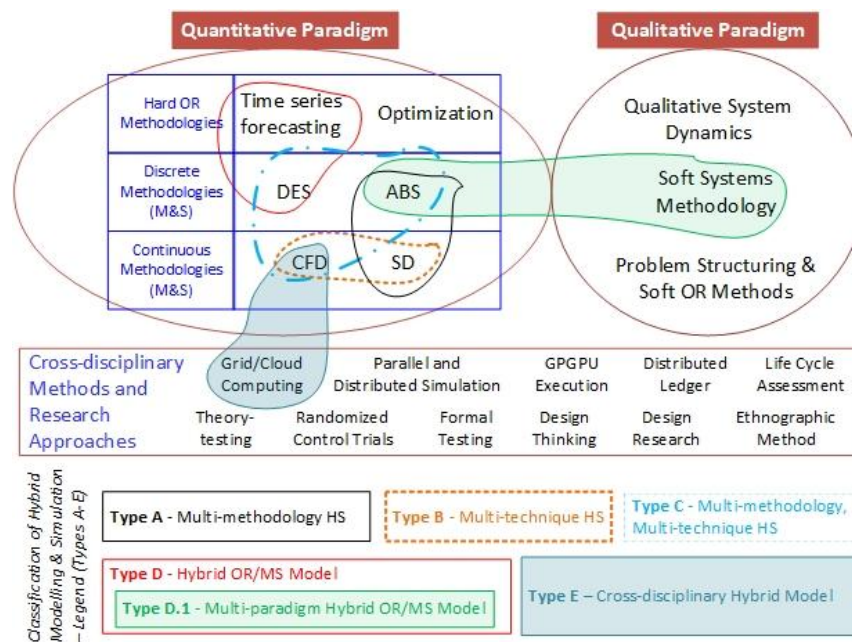 Quantitative Paradigm
Qualitative Paradigm
Hard OR
Methodologies
Time series
forecasting
Optimization
Discrete
Methodologies
(M&S)
DES
ABS
Continuous
Methodologies
(M&S)
CFD
SD
Qualitative System
Dynamics
Soft Systems
Methodology
Problem Structuring &
Soft OR Methods
Cross-disciplinary
Methods and
Research
Approaches
Grid/Cloud
Computing
Parallel and
Distributed Simulation
GPGPU
Execution
Distributed
Ledger
Life Cycle
Assessment
Theory-
testing
Randomized
Control Trials
Formal
Testing
Design
Thinking
Design
Research
Ethnographic
Method
Classification of Hybrid
Modelling & Simulation
– Legend (Types A-E)
Type A - Multi-methodology HS
Type B - Multi-technique HS
Type C - Multi-methodology,
Multi-technique HS
Type D - Hybrid OR/MS Model
Type D.1 - Multi-paradigm Hybrid OR/MS Model
Type E – Cross-disciplinary Hybrid Model